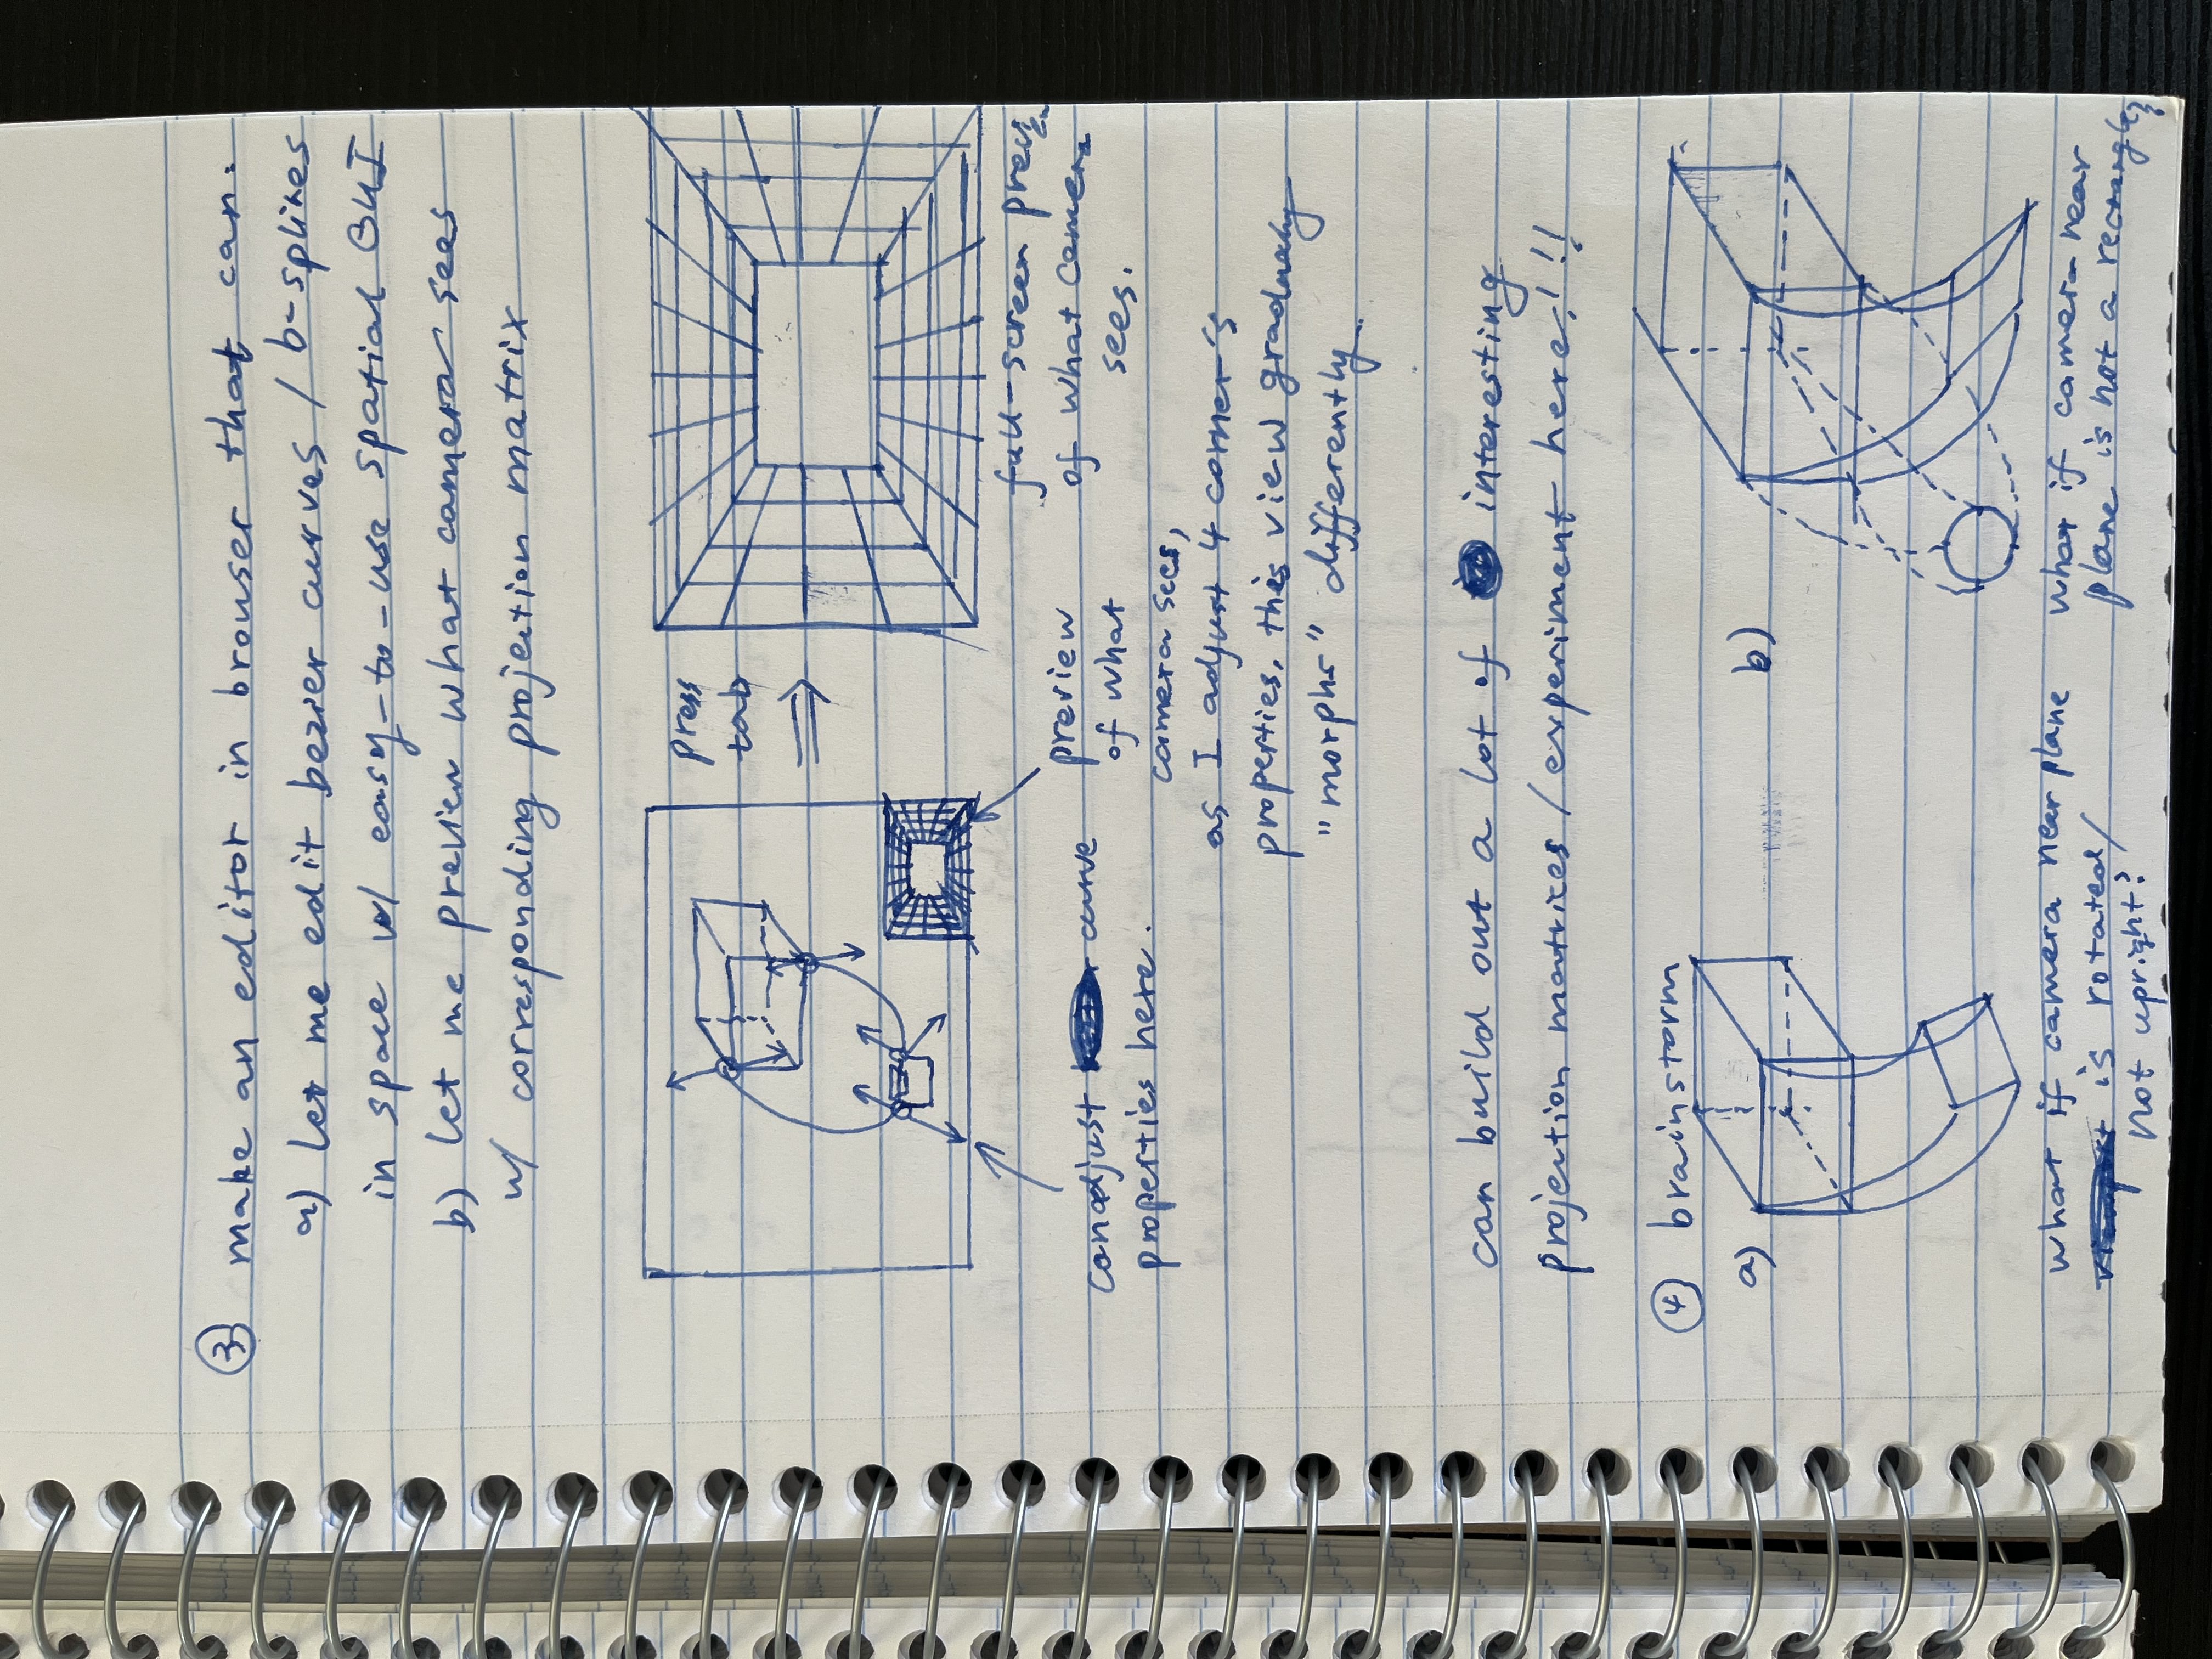 ③ make an editor in brouser that can:
a) let me edit bezier curves / b-splines
in space w/ easy-to-use spatial GUI
b) let me preview what camera sees
w/ corresponding projection matrix
press
tab
full-screen preview
of what camera
sees.
can adjust curve
properties here.
preview
of what
camera sees,
as I adjust 4 corner's
properties, this view gradually
"morphs" differently
can build out a lot of interesting
projection matrices / experiment here!!!
④ brainstorm
a)
b)
what if camera near plane
is rotated/
not upright?
what if camera near
plane is not a rectangle?